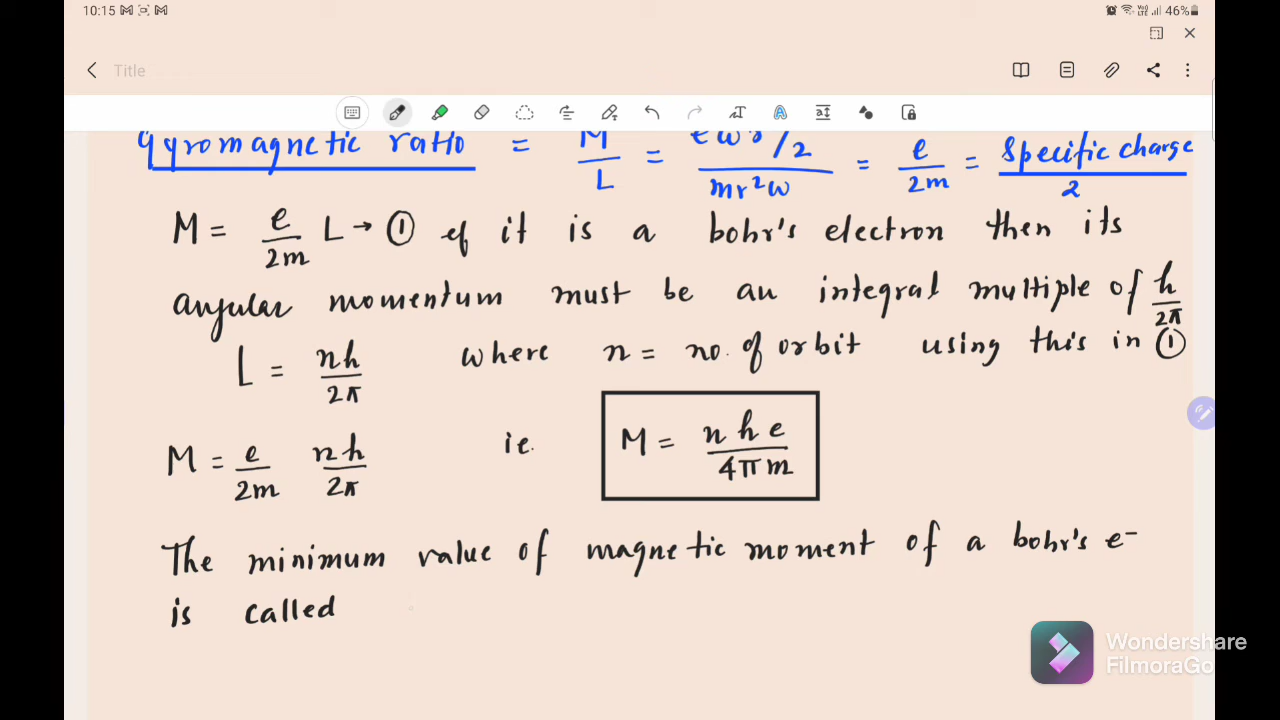 10:15 46%
Title
Gyromagnetic ratio = M/L = eωr²/2 / mr²ω = e/2m = Specific charge/2
M = e/2m L → ① ef it is a bohr's electron then its
angular momentum must be an integral multiple of h/2π
L = nh/2π where n = no. of orbit using this in ①
M = e/2m nh/2π ie. M = n h e/4πm
The minimum value of magnetic moment of a bohr's e-
is called
Wondershare
FilmoraGo